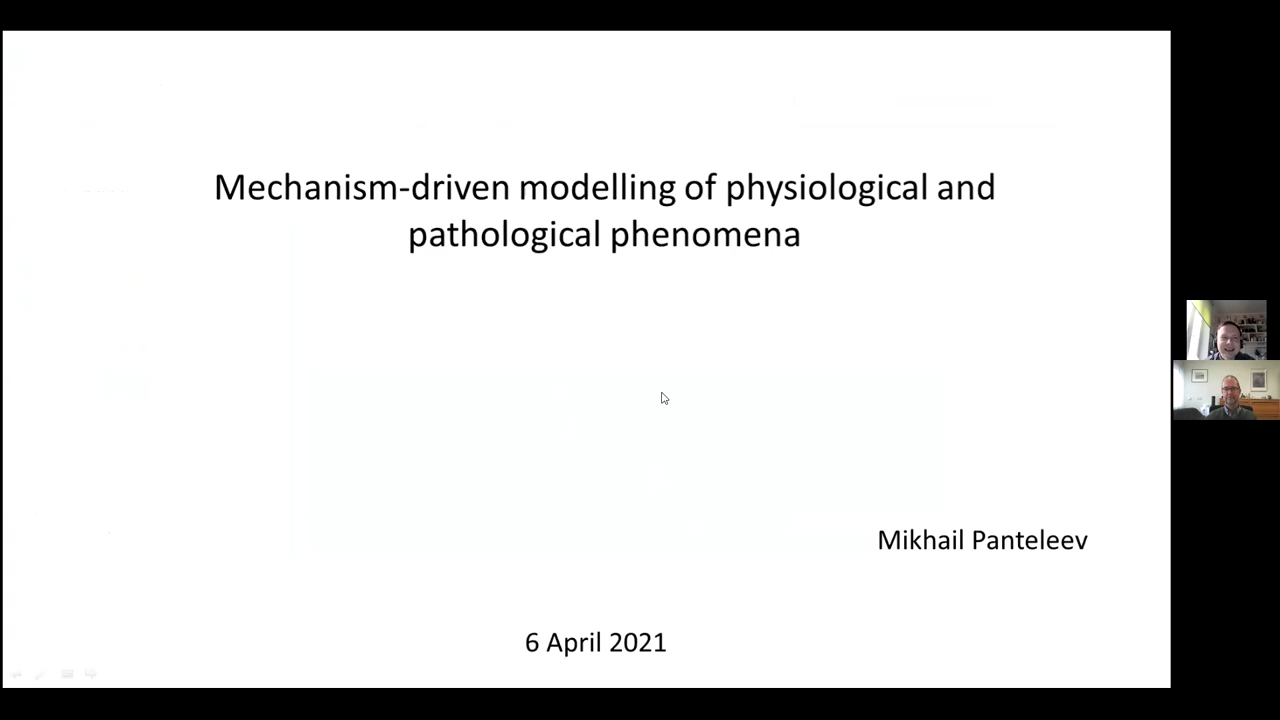 Mechanism-driven modelling of physiological and
pathological phenomena
Mikhail Panteleev
6 April 2021